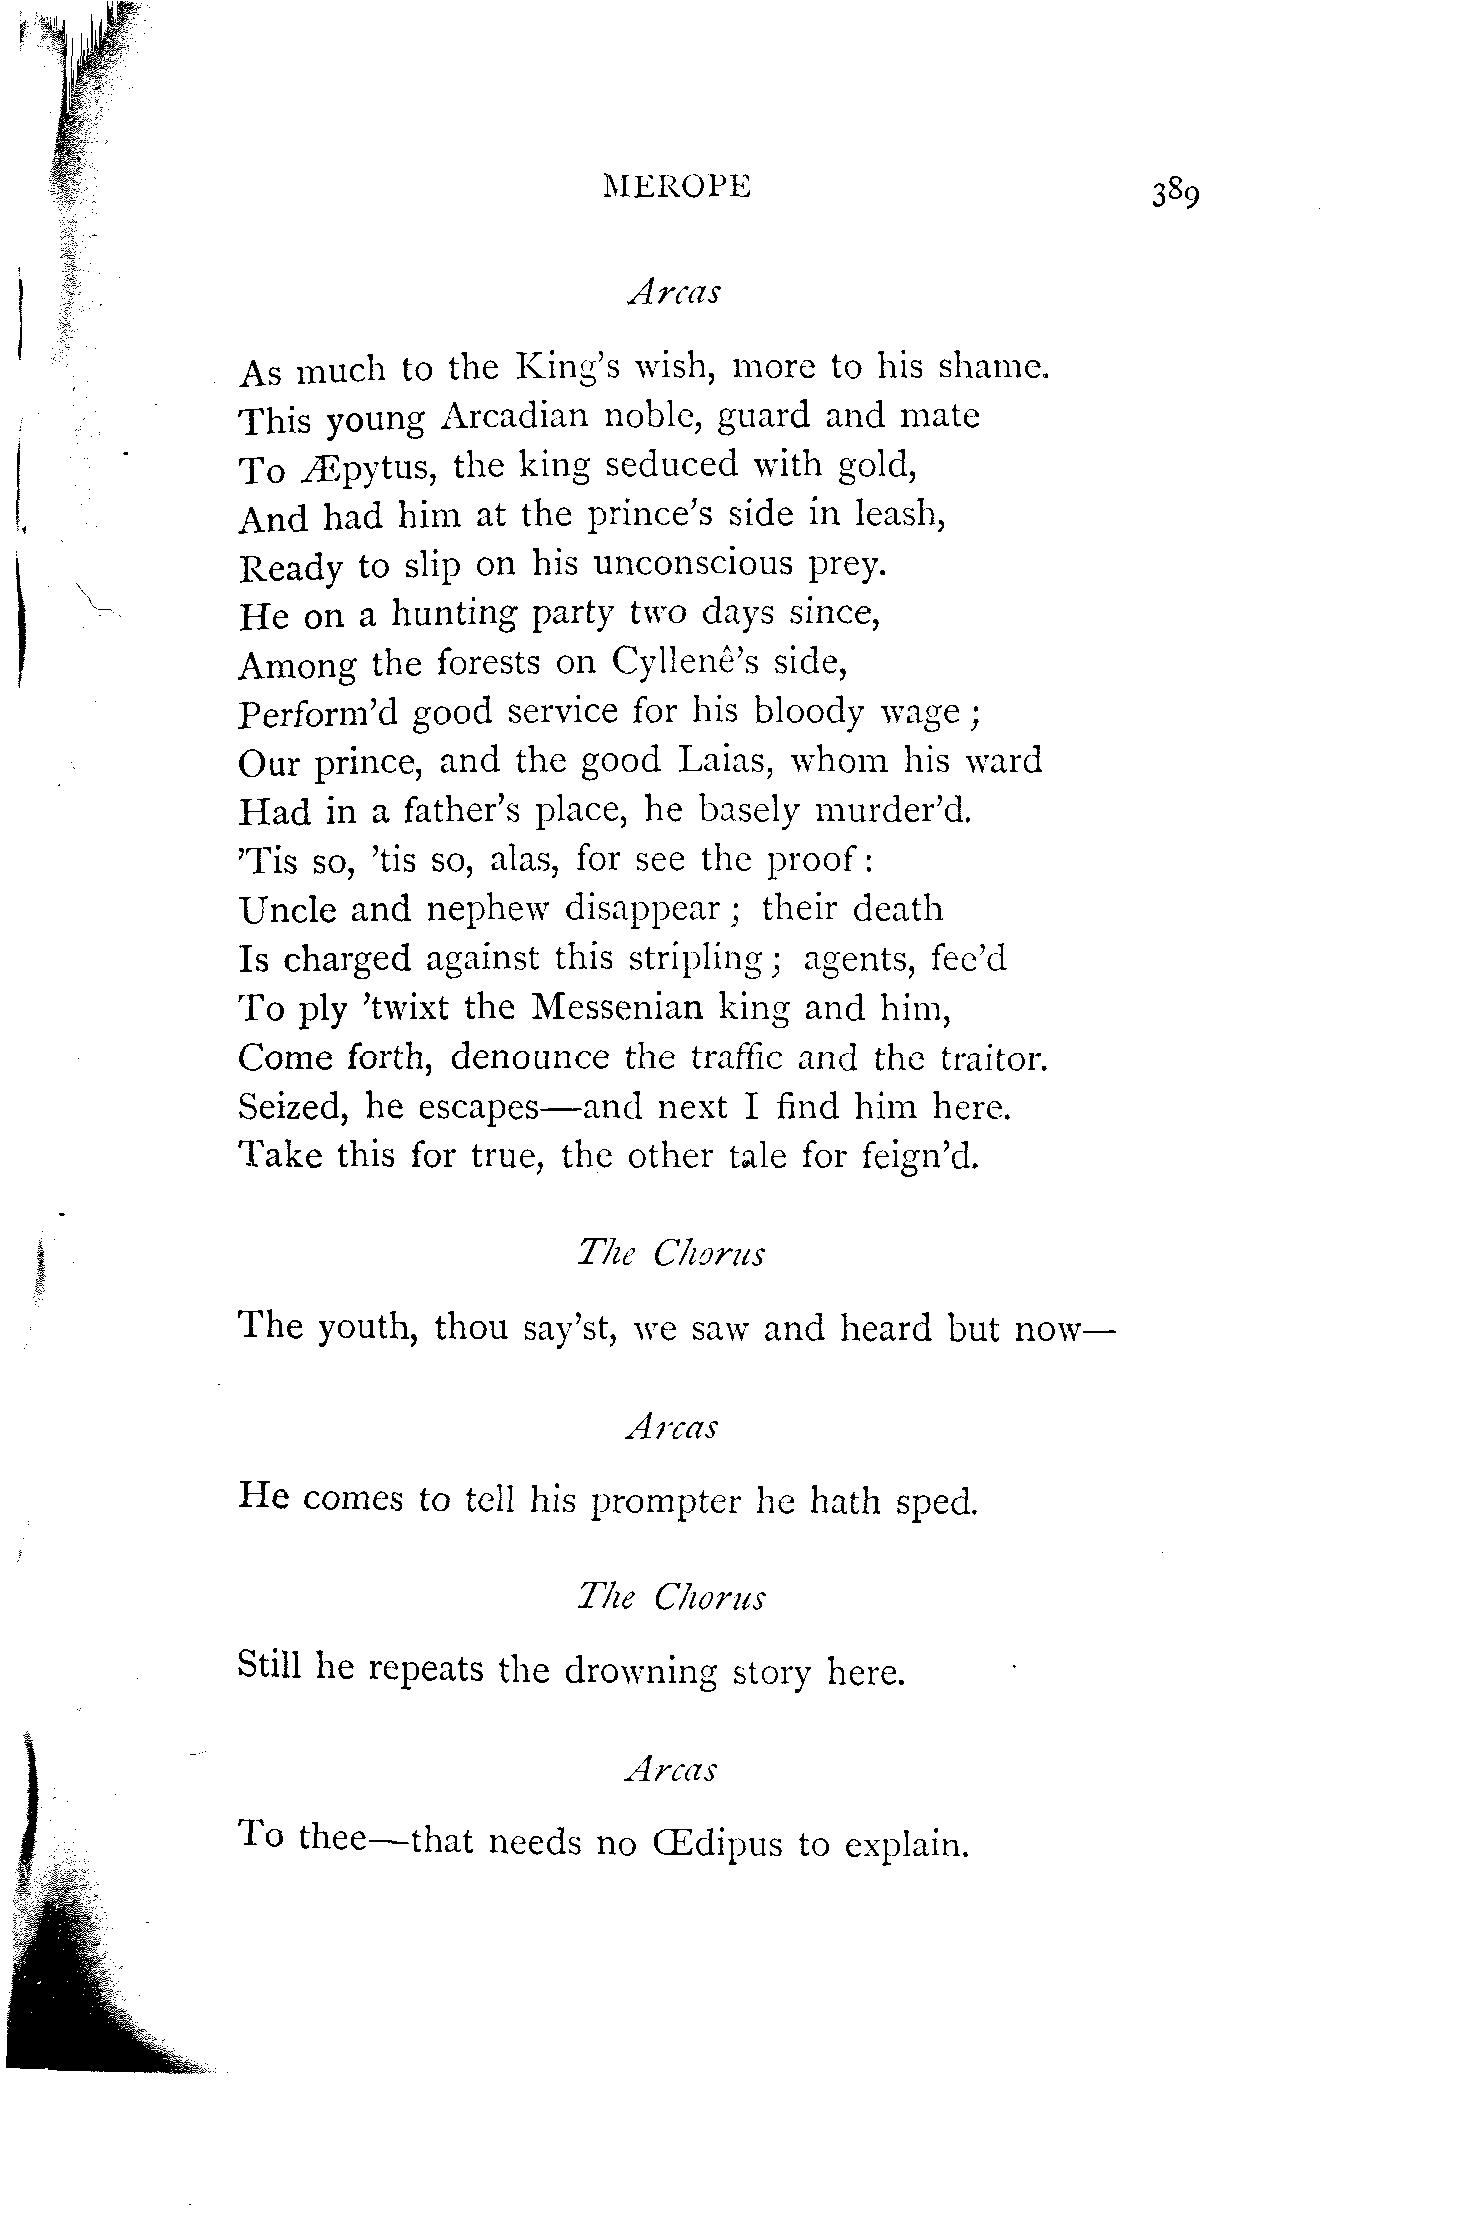 MEROPE 389
Arcas
As much to the King's wish, more to his shame.
This young Arcadian noble, guard and mate
To Æpytus, the king seduced with gold,
And had him at the prince's side in leash,
Ready to slip on his unconscious prey.
He on a hunting party two days since,
Among the forests on Cyllenê's side,
Perform'd good service for his bloody wage;
Our prince, and the good Laias, whom his ward
Had in a father's place, he basely murder'd.
'Tis so, 'tis so, alas, for see the proof:
Uncle and nephew disappear; their death
Is charged against this stripling; agents, fee'd
To ply 'twixt the Messenian king and him,
Come forth, denounce the traffic and the traitor.
Seized, he escapes—and next I find him here.
Take this for true, the other tale for feign'd.
The Chorus
The youth, thou say'st, we saw and heard but now—
Arcas
He comes to tell his prompter he hath sped.
The Chorus
Still he repeats the drowning story here.
Arcas
To thee—that needs no Œdipus to explain.